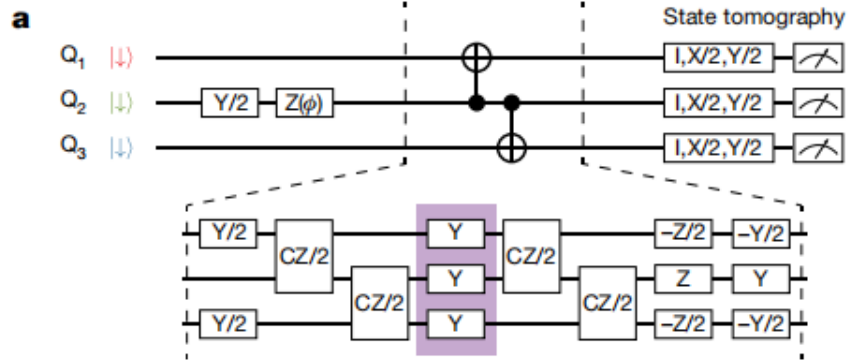 a
State tomography
Q1 |↓⟩ I,X/2,Y/2
Q2 |↓⟩ Y/2 Z(ϕ) I,X/2,Y/2
Q3 |↓⟩ I,X/2,Y/2
Y/2 CZ/2 Y CZ/2 –Z/2 –Y/2
CZ/2 Y CZ/2 Z Y
Y/2 Y –Z/2 –Y/2